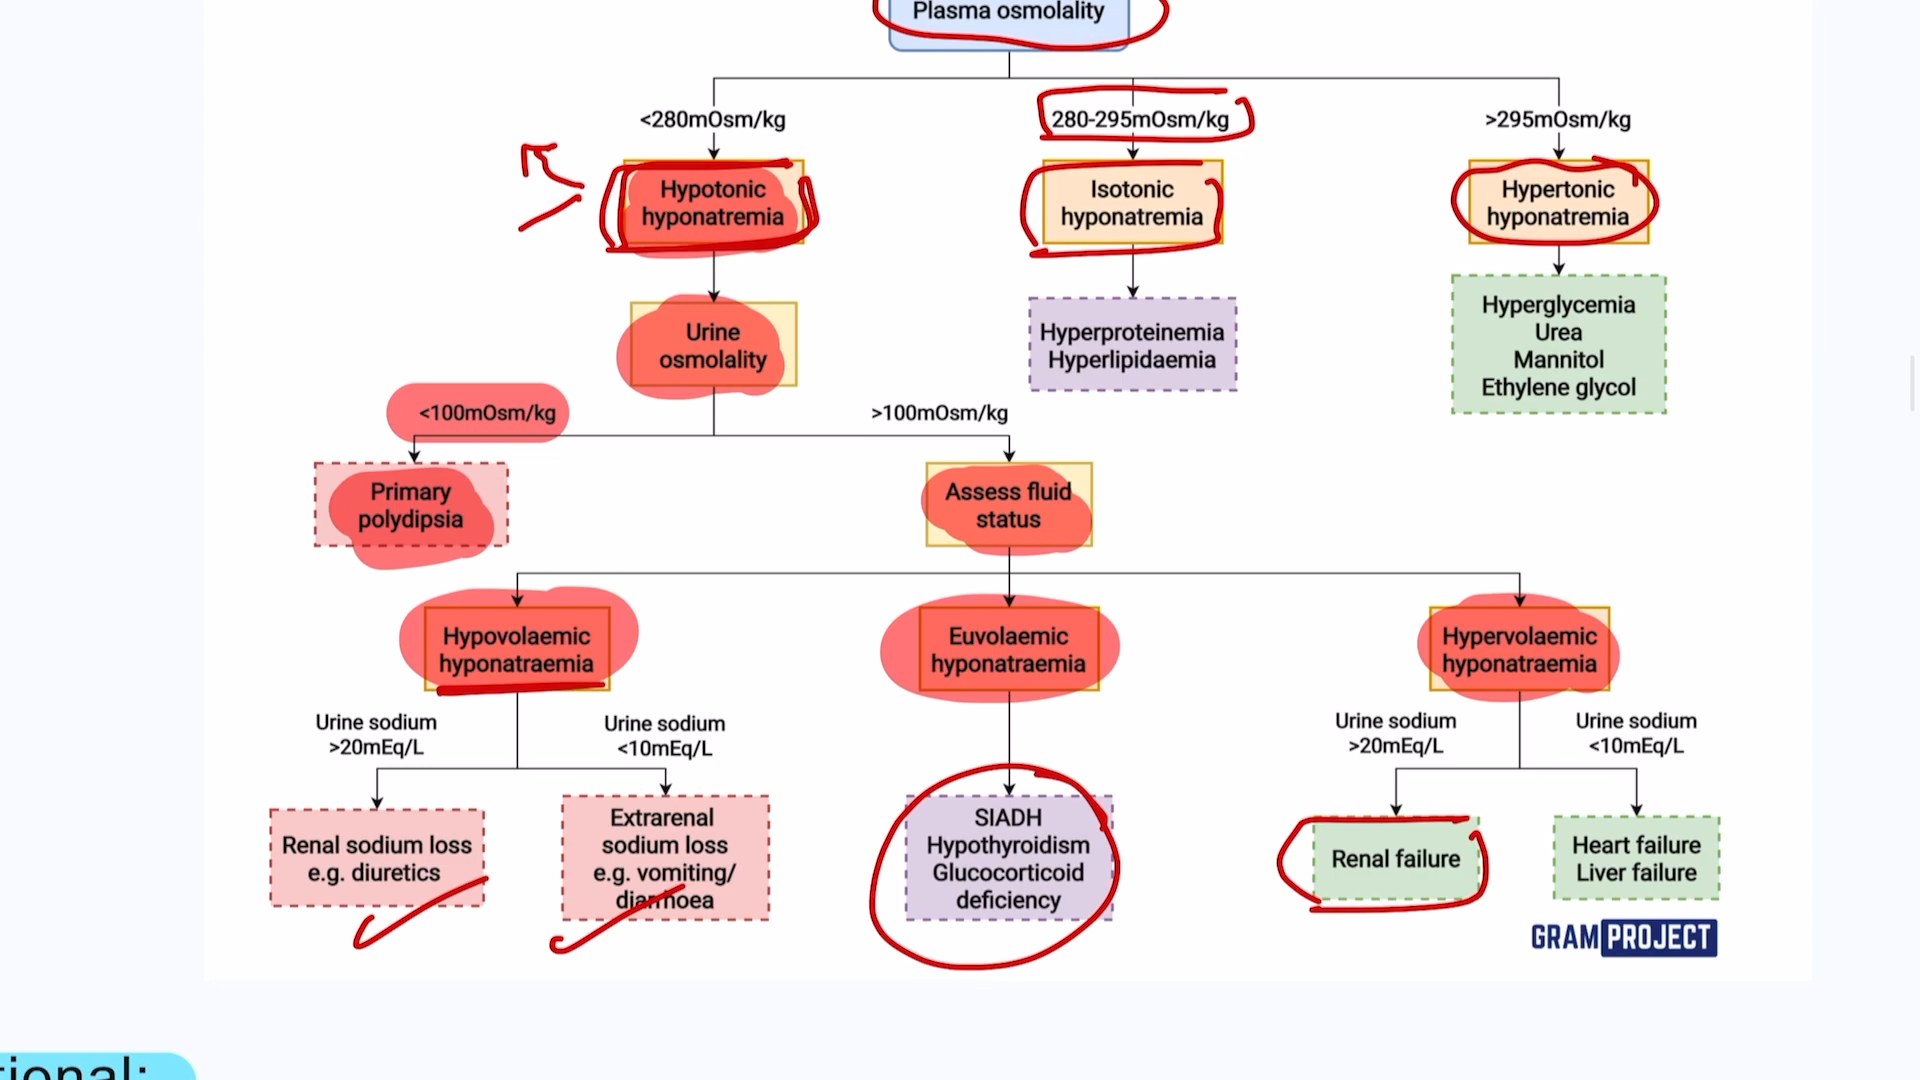 Plasma osmolality
<280mOsm/kg
280-295mOsm/kg
>295mOsm/kg
Hypotonic
hyponatremia
Isotonic
hyponatremia
Hypertonic
hyponatremia
Urine
osmolality
Hyperproteinemia
Hyperlipidaemia
Hyperglycemia
Urea
Mannitol
Ethylene glycol
<100mOsm/kg
>100mOsm/kg
Primary
polydipsia
Assess fluid
status
Hypovolaemic
hyponatraemia
Euvolaemic
hyponatraemia
Hypervolaemic
hyponatraemia
Urine sodium
>20mEq/L
Urine sodium
<10mEq/L
Urine sodium
>20mEq/L
Urine sodium
<10mEq/L
Renal sodium loss
e.g. diuretics
Extrarenal
sodium loss
e.g. vomiting/
diarrhoea
SIADH
Hypothyroidism
Glucocorticoid
deficiency
Renal failure
Heart failure
Liver failure
GRAM PROJECT
tional: